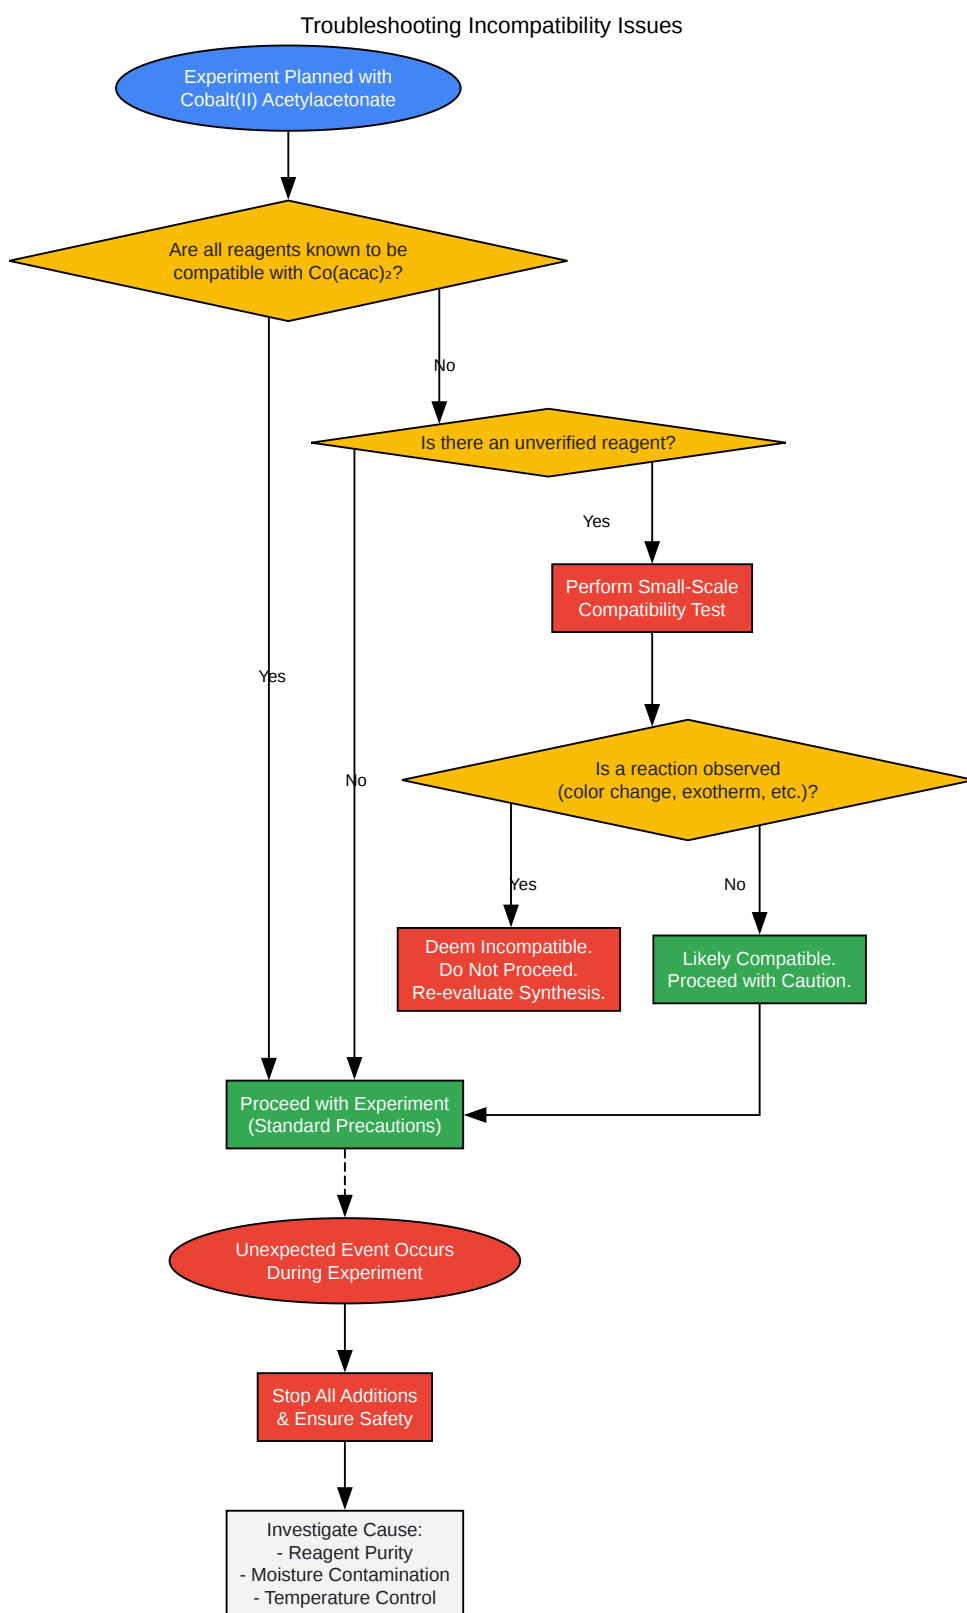 Troubleshooting Incompatibility Issues
Experiment Planned with
Cobalt(II) Acetylacetonate
Are all reagents known to be
compatible with Co(acac)₂?
No
Is there an unverified reagent?
Yes
Perform Small-Scale
Compatibility Test
Yes
No
Is a reaction observed
(color change, exotherm, etc.)?
Yes
No
Deem Incompatible.
Do Not Proceed.
Re-evaluate Synthesis.
Likely Compatible.
Proceed with Caution.
Proceed with Experiment
(Standard Precautions)
Unexpected Event Occurs
During Experiment
Stop All Additions
& Ensure Safety
Investigate Cause:
- Reagent Purity
- Moisture Contamination
- Temperature Control